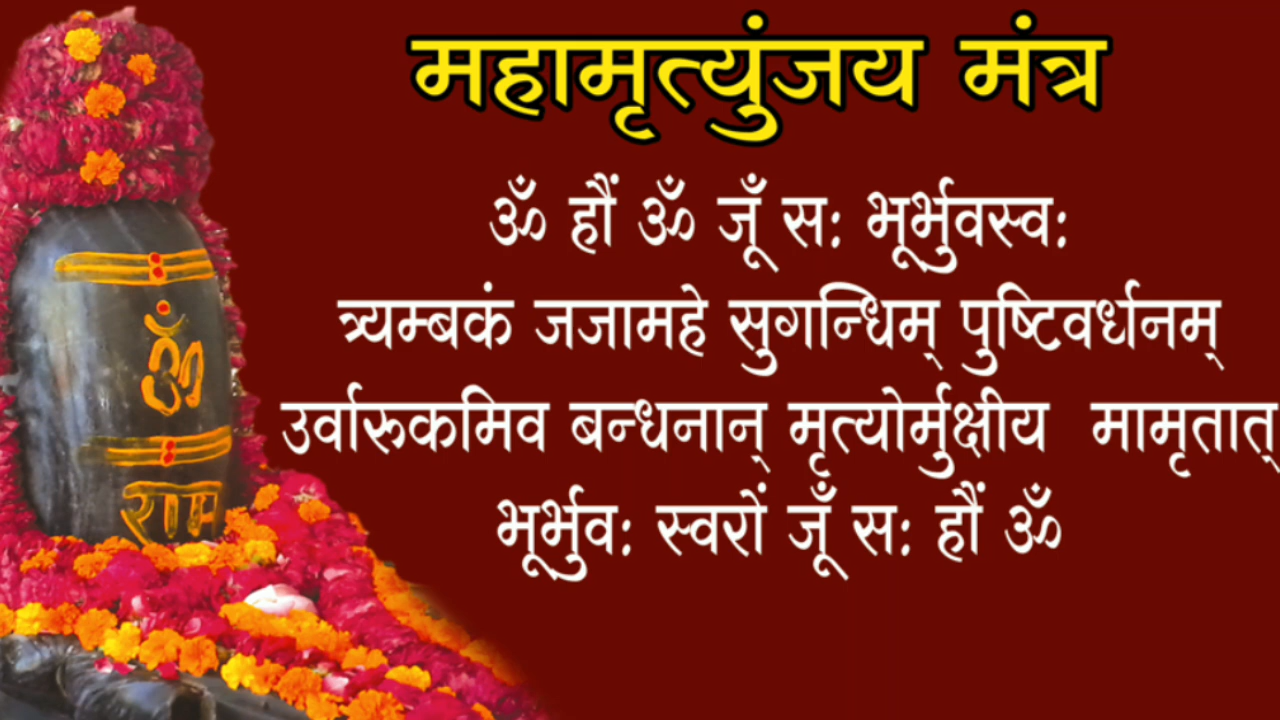 महामृत्युंजय मंत्र
ॐ हौं ॐ जूँ सः भूर्भुवस्वः
त्र्यम्बकं जजामहे सुगन्धिम् पुष्टिवर्धनम्
उर्वारुकमिव बन्धनान् मृत्योर्मुक्षीय मामृतात्
भूर्भुवः स्वरों जूँ सः हौं ॐ
ॐ
राम